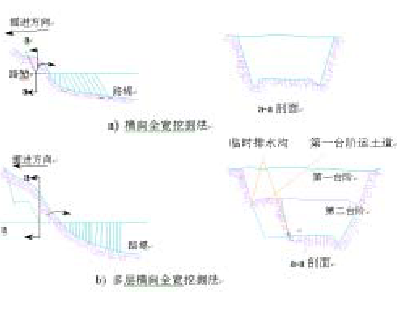 掘进方向
a
路堑
a
路堤
a-a 剖面
a) 横向全宽挖掘法
临时排水沟 第一台阶运土道
掘进方向
a
第一台阶
第二台阶
a
路堤
a-a 剖面
b) 多层横向全宽挖掘法